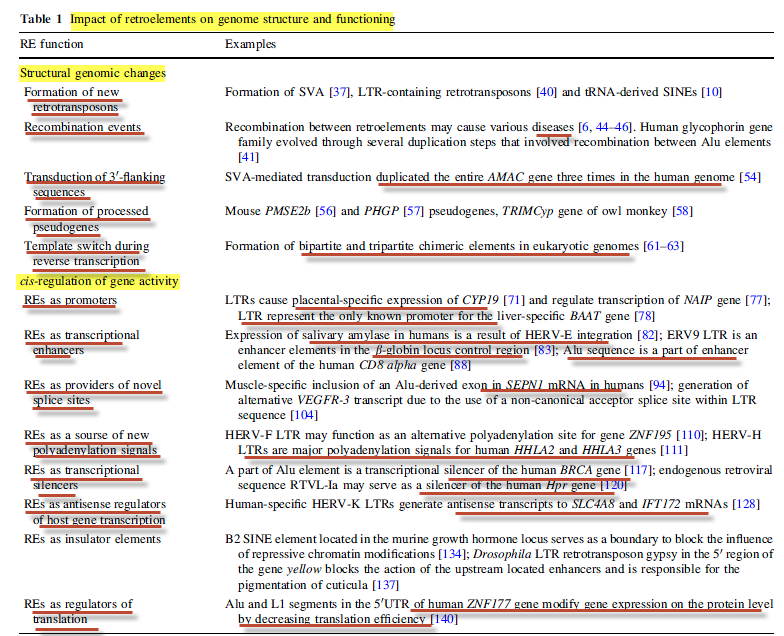 Table 1 Impact of retroelements on genome structure and functioning
RE function Examples
Structural genomic changes
Formation of new retrotransposons Formation of SVA [37], LTR-containing retrotransposons [40] and tRNA-derived SINEs [10]
Recombination events Recombination between retroelements may cause various diseases [6, 44–46]. Human glycophorin gene
family evolved through several duplication steps that involved recombination between Alu elements
[41]
Transduction of 3′-flanking sequences SVA-mediated transduction duplicated the entire AMAC gene three times in the human genome [54]
Formation of processed pseudogenes Mouse PMSE2b [56] and PHGP [57] pseudogenes, TRIMCyp gene of owl monkey [58]
Template switch during reverse transcription Formation of bipartite and tripartite chimeric elements in eukaryotic genomes [61–63]
cis-regulation of gene activity
REs as promoters LTRs cause placental-specific expression of CYP19 [71] and regulate transcription of NAIP gene [77];
LTR represent the only known promoter for the liver-specific BAAT gene [78]
REs as transcriptional enhancers Expression of salivary amylase in humans is a result of HERV-E integration [82]; ERV9 LTR is an
enhancer elements in the β-globin locus control region [83]; Alu sequence is a part of enhancer
element of the human CD8 alpha gene [88]
REs as providers of novel splice sites Muscle-specific inclusion of an Alu-derived exon in SEPN1 mRNA in humans [94]; generation of
alternative VEGFR-3 transcript due to the use of a non-canonical acceptor splice site within LTR
sequence [104]
REs as a sourse of new polyadenylation signals HERV-F LTR may function as an alternative polyadenylation site for gene ZNF195 [110]; HERV-H
LTRs are major polyadenylation signals for human HHLA2 and HHLA3 genes [111]
REs as transcriptional silencers A part of Alu element is a transcriptional silencer of the human BRCA gene [117]; endogenous retroviral
sequence RTVL-Ia may serve as a silencer of the human Hpr gene [120]
REs as antisense regulators of host gene transcription Human-specific HERV-K LTRs generate antisense transcripts to SLC4A8 and IFT172 mRNAs [128]
REs as insulator elements B2 SINE element located in the murine growth hormone locus serves as a boundary to block the influence
of repressive chromatin modifications [134]; Drosophila LTR retrotransposon gypsy in the 5′ region of
the gene yellow blocks the action of the upstream located enhancers and is responsible for the
pigmentation of cuticula [137]
REs as regulators of translation Alu and L1 segments in the 5′UTR of human ZNF177 gene modify gene expression on the protein level
by decreasing translation efficiency [140]